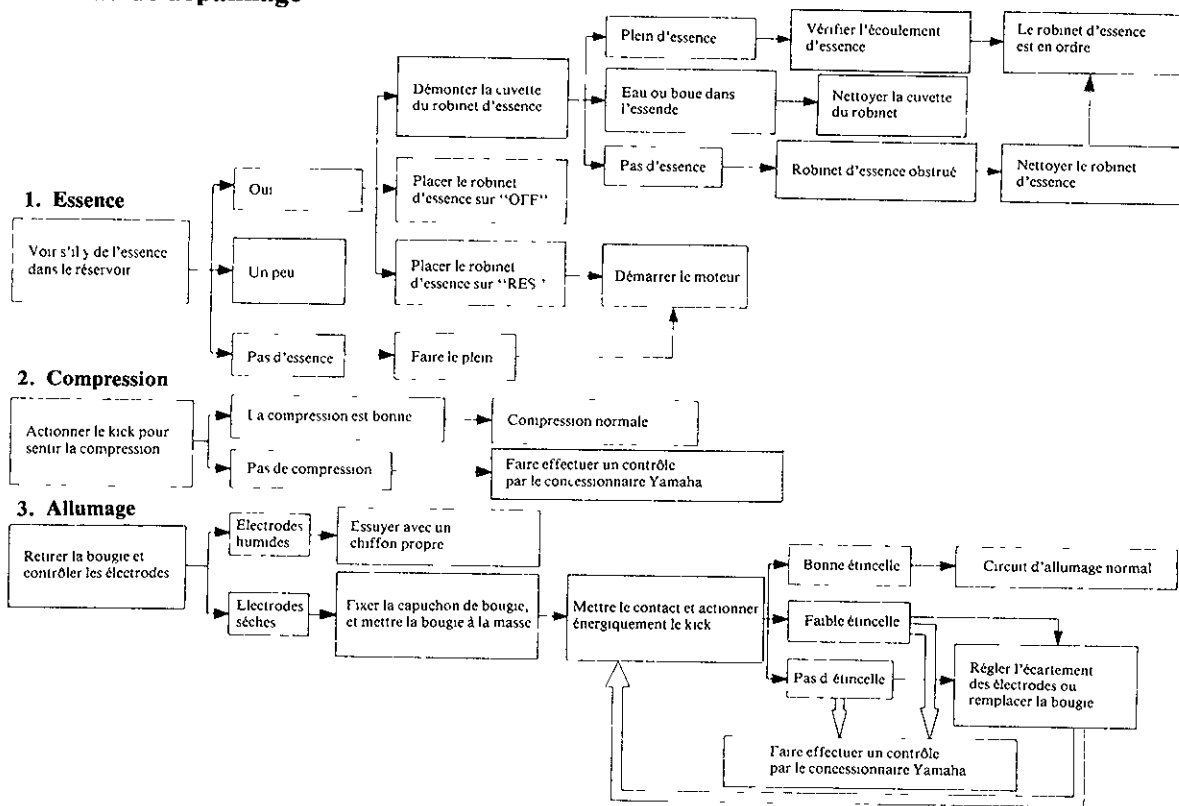 de dépannage
Plein d'essence
Vérifier l'écoulement
d'essence
Le robinet d'essence
est en ordre
Démonter la cuvette
du robinet d'essence
Eau ou boue dans
l'essende
Nettoyer la cuvette
du robinet
Pas d'essence
Robinet d'essence obstrué
Nettoyer le robinet
d'essence
Oui
Placer le robinet
d'essence sur "OFF"
1. Essence
Voir s'il y de l'essence
dans le réservoir
Un peu
Placer le robinet
d'essence sur "RES"
Démarrer le moteur
Pas d'essence
Faire le plein
2. Compression
Actionner le kick pour
sentir la compression
La compression est bonne
Compression normale
Pas de compression
Faire effectuer un contrôle
par le concessionnaire Yamaha
3. Allumage
Retirer la bougie et
contrôler les électrodes
Electrodes
humides
Essuyer avec un
chiffon propre
Electrodes
séches
Fixer la capuchon de bougie,
et mettre la bougie à la masse
Mettre le contact et actionner
énergiquement le kick
Bonne étincelle
Circuit d'allumage normal
Faible étincelle
Pas d'étincelle
Régler l'écartement
des électrodes ou
remplacer la bougie
Faire effectuer un contrôle
par le concessionnaire Yamaha